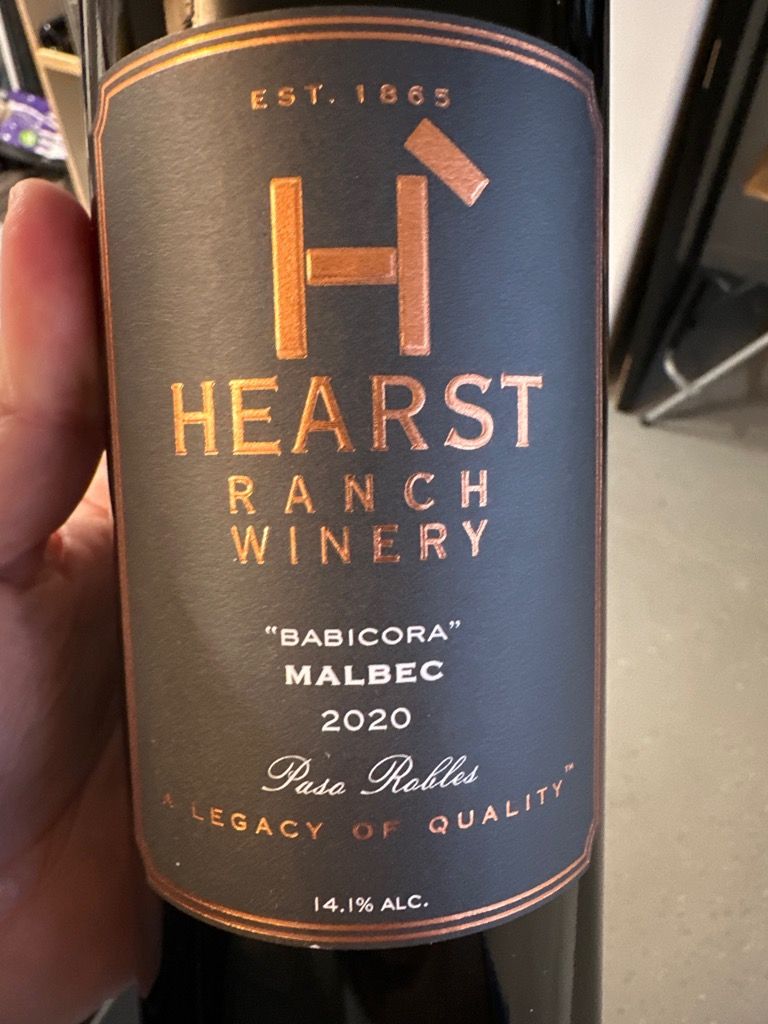 EST. 1865
H
HEARST
RANCH
WINERY
"BABICORA"
MALBEC
2020
Paso Robles
A LEGACY OF QUALITY™
14.1% ALC.